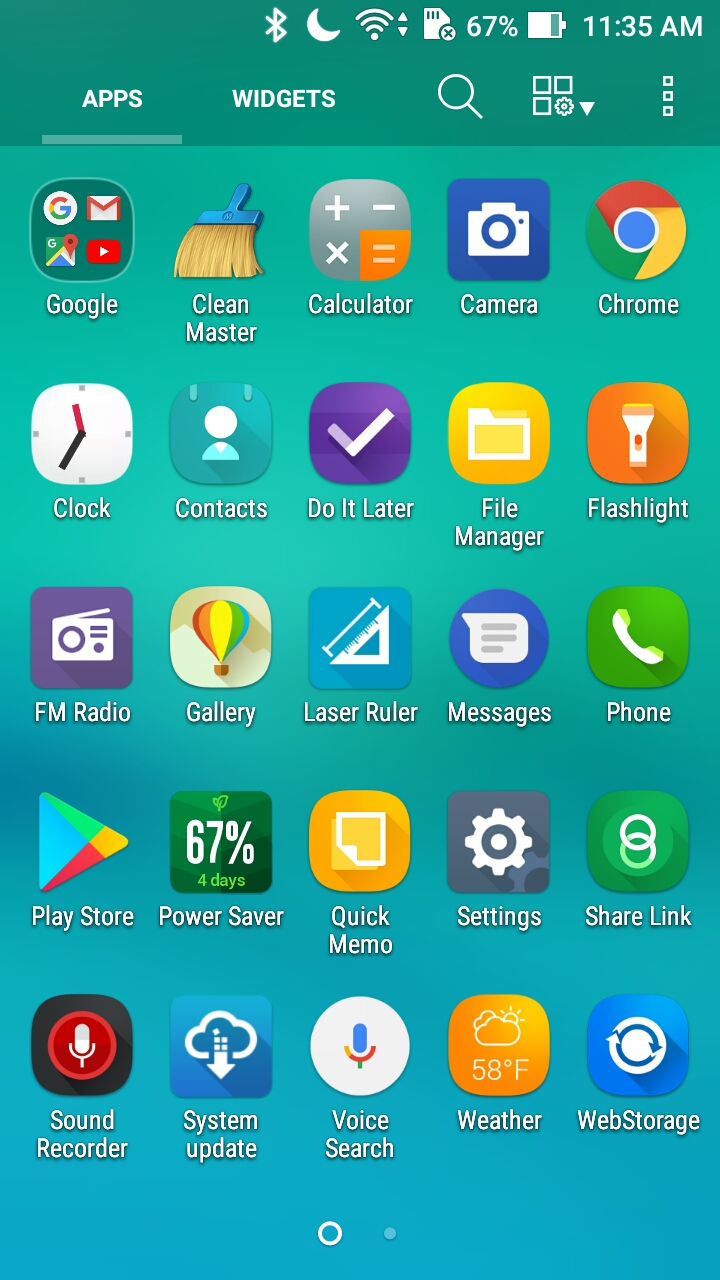 67% 11:35 AM
APPS WIDGETS
Google Clean Master Calculator Camera Chrome
Clock Contacts Do It Later File Manager Flashlight
FM Radio Gallery Laser Ruler Messages Phone
67%
4 days
Play Store Power Saver Quick Memo Settings Share Link
58°F
Sound Recorder System update Voice Search Weather WebStorage